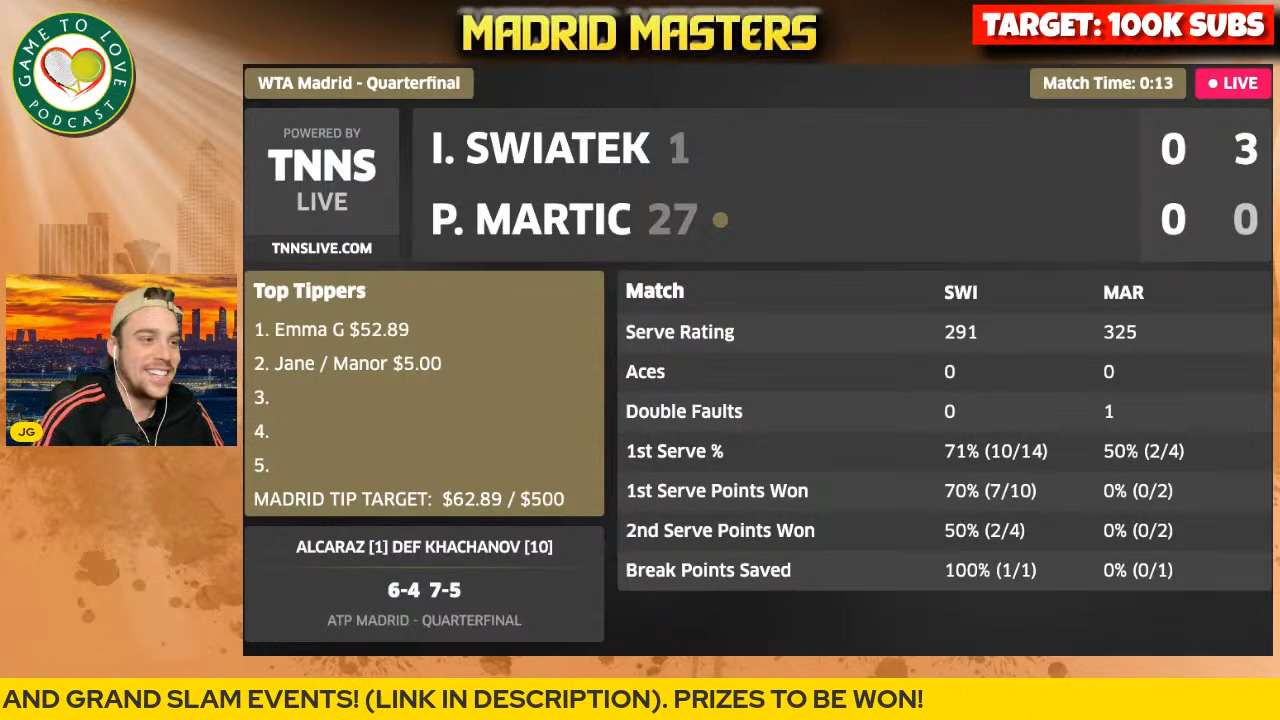 GAME TO LOVE
PODCAST
MADRID MASTERS
TARGET: 100K SUBS
WTA Madrid - Quarterfinal
Match Time: 0:13
LIVE
POWERED BY
TNNS
LIVE
TNNSLIVE.COM
I. SWIATEK 1 0 3
P. MARTIC 27 0 0
JG
Top Tippers
1. Emma G $52.89
2. Jane / Manor $5.00
3.
4.
5.
MADRID TIP TARGET: $62.89 / $500
ALCARAZ [1] DEF KHACHANOV [10]
6-4 7-5
ATP MADRID - QUARTERFINAL
Match SWI MAR
Serve Rating 291 325
Aces 0 0
Double Faults 0 1
1st Serve % 71% (10/14) 50% (2/4)
1st Serve Points Won 70% (7/10) 0% (0/2)
2nd Serve Points Won 50% (2/4) 0% (0/2)
Break Points Saved 100% (1/1) 0% (0/1)
AND GRAND SLAM EVENTS! (LINK IN DESCRIPTION). PRIZES TO BE WON!